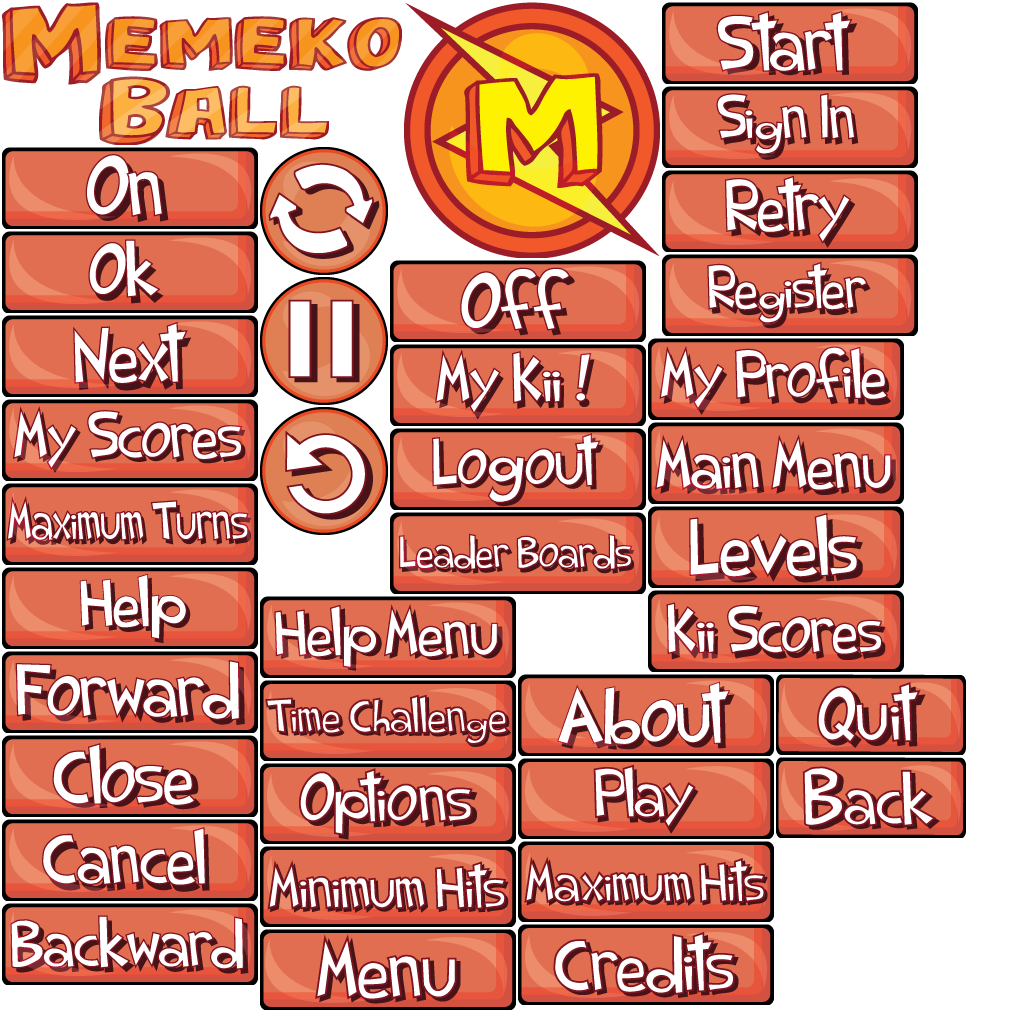 Memeko
Ball
M
Start
Sign In
Retry
Register
On
Ok
Next
My Scores
Maximum Turns
Help
Forward
Close
Cancel
Backward
Off
My Kii !
Logout
Leader Boards
My Profile
Main Menu
Levels
Kii Scores
Help Menu
Time Challenge
Options
Minimum Hits
Menu
About
Play
Maximum Hits
Credits
Quit
Back